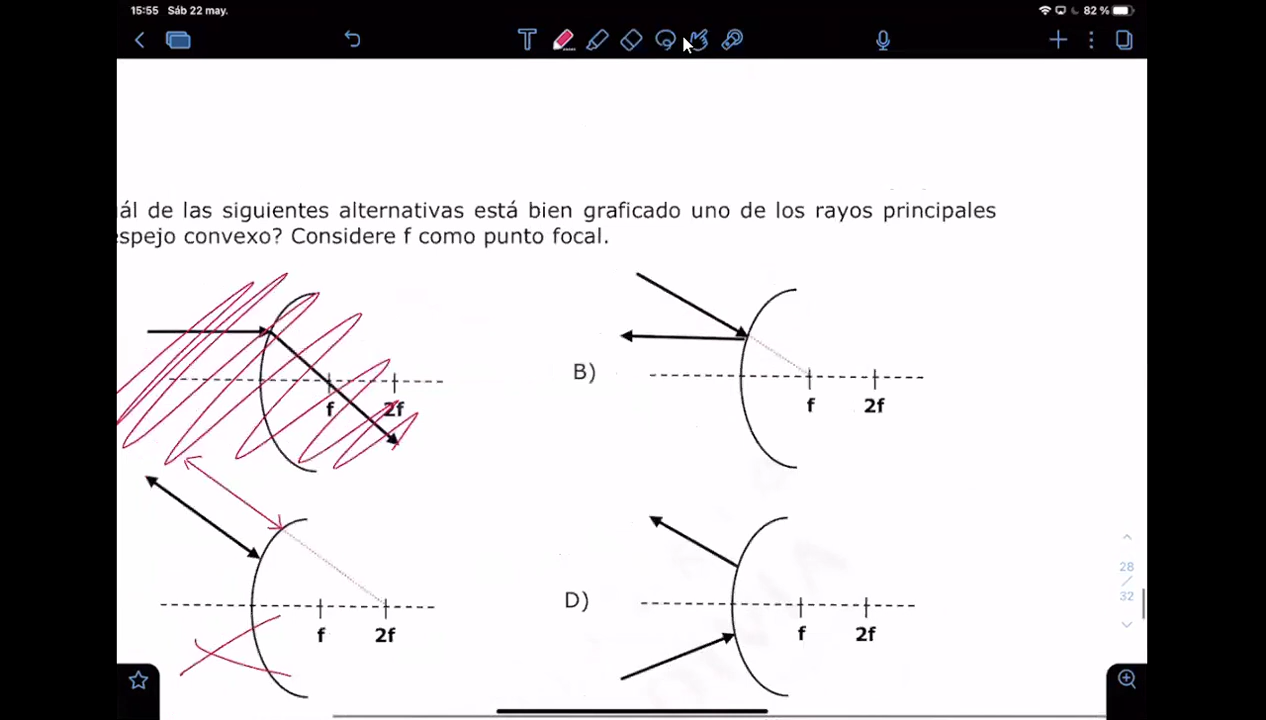 15:55 Sáb 22 may. 82 %
T
ál de las siguientes alternativas está bien graficado uno de los rayos principales
spejo convexo? Considere f como punto focal.
B)
f 2f
f 2f
D)
f 2f
f 2f
28
/
32